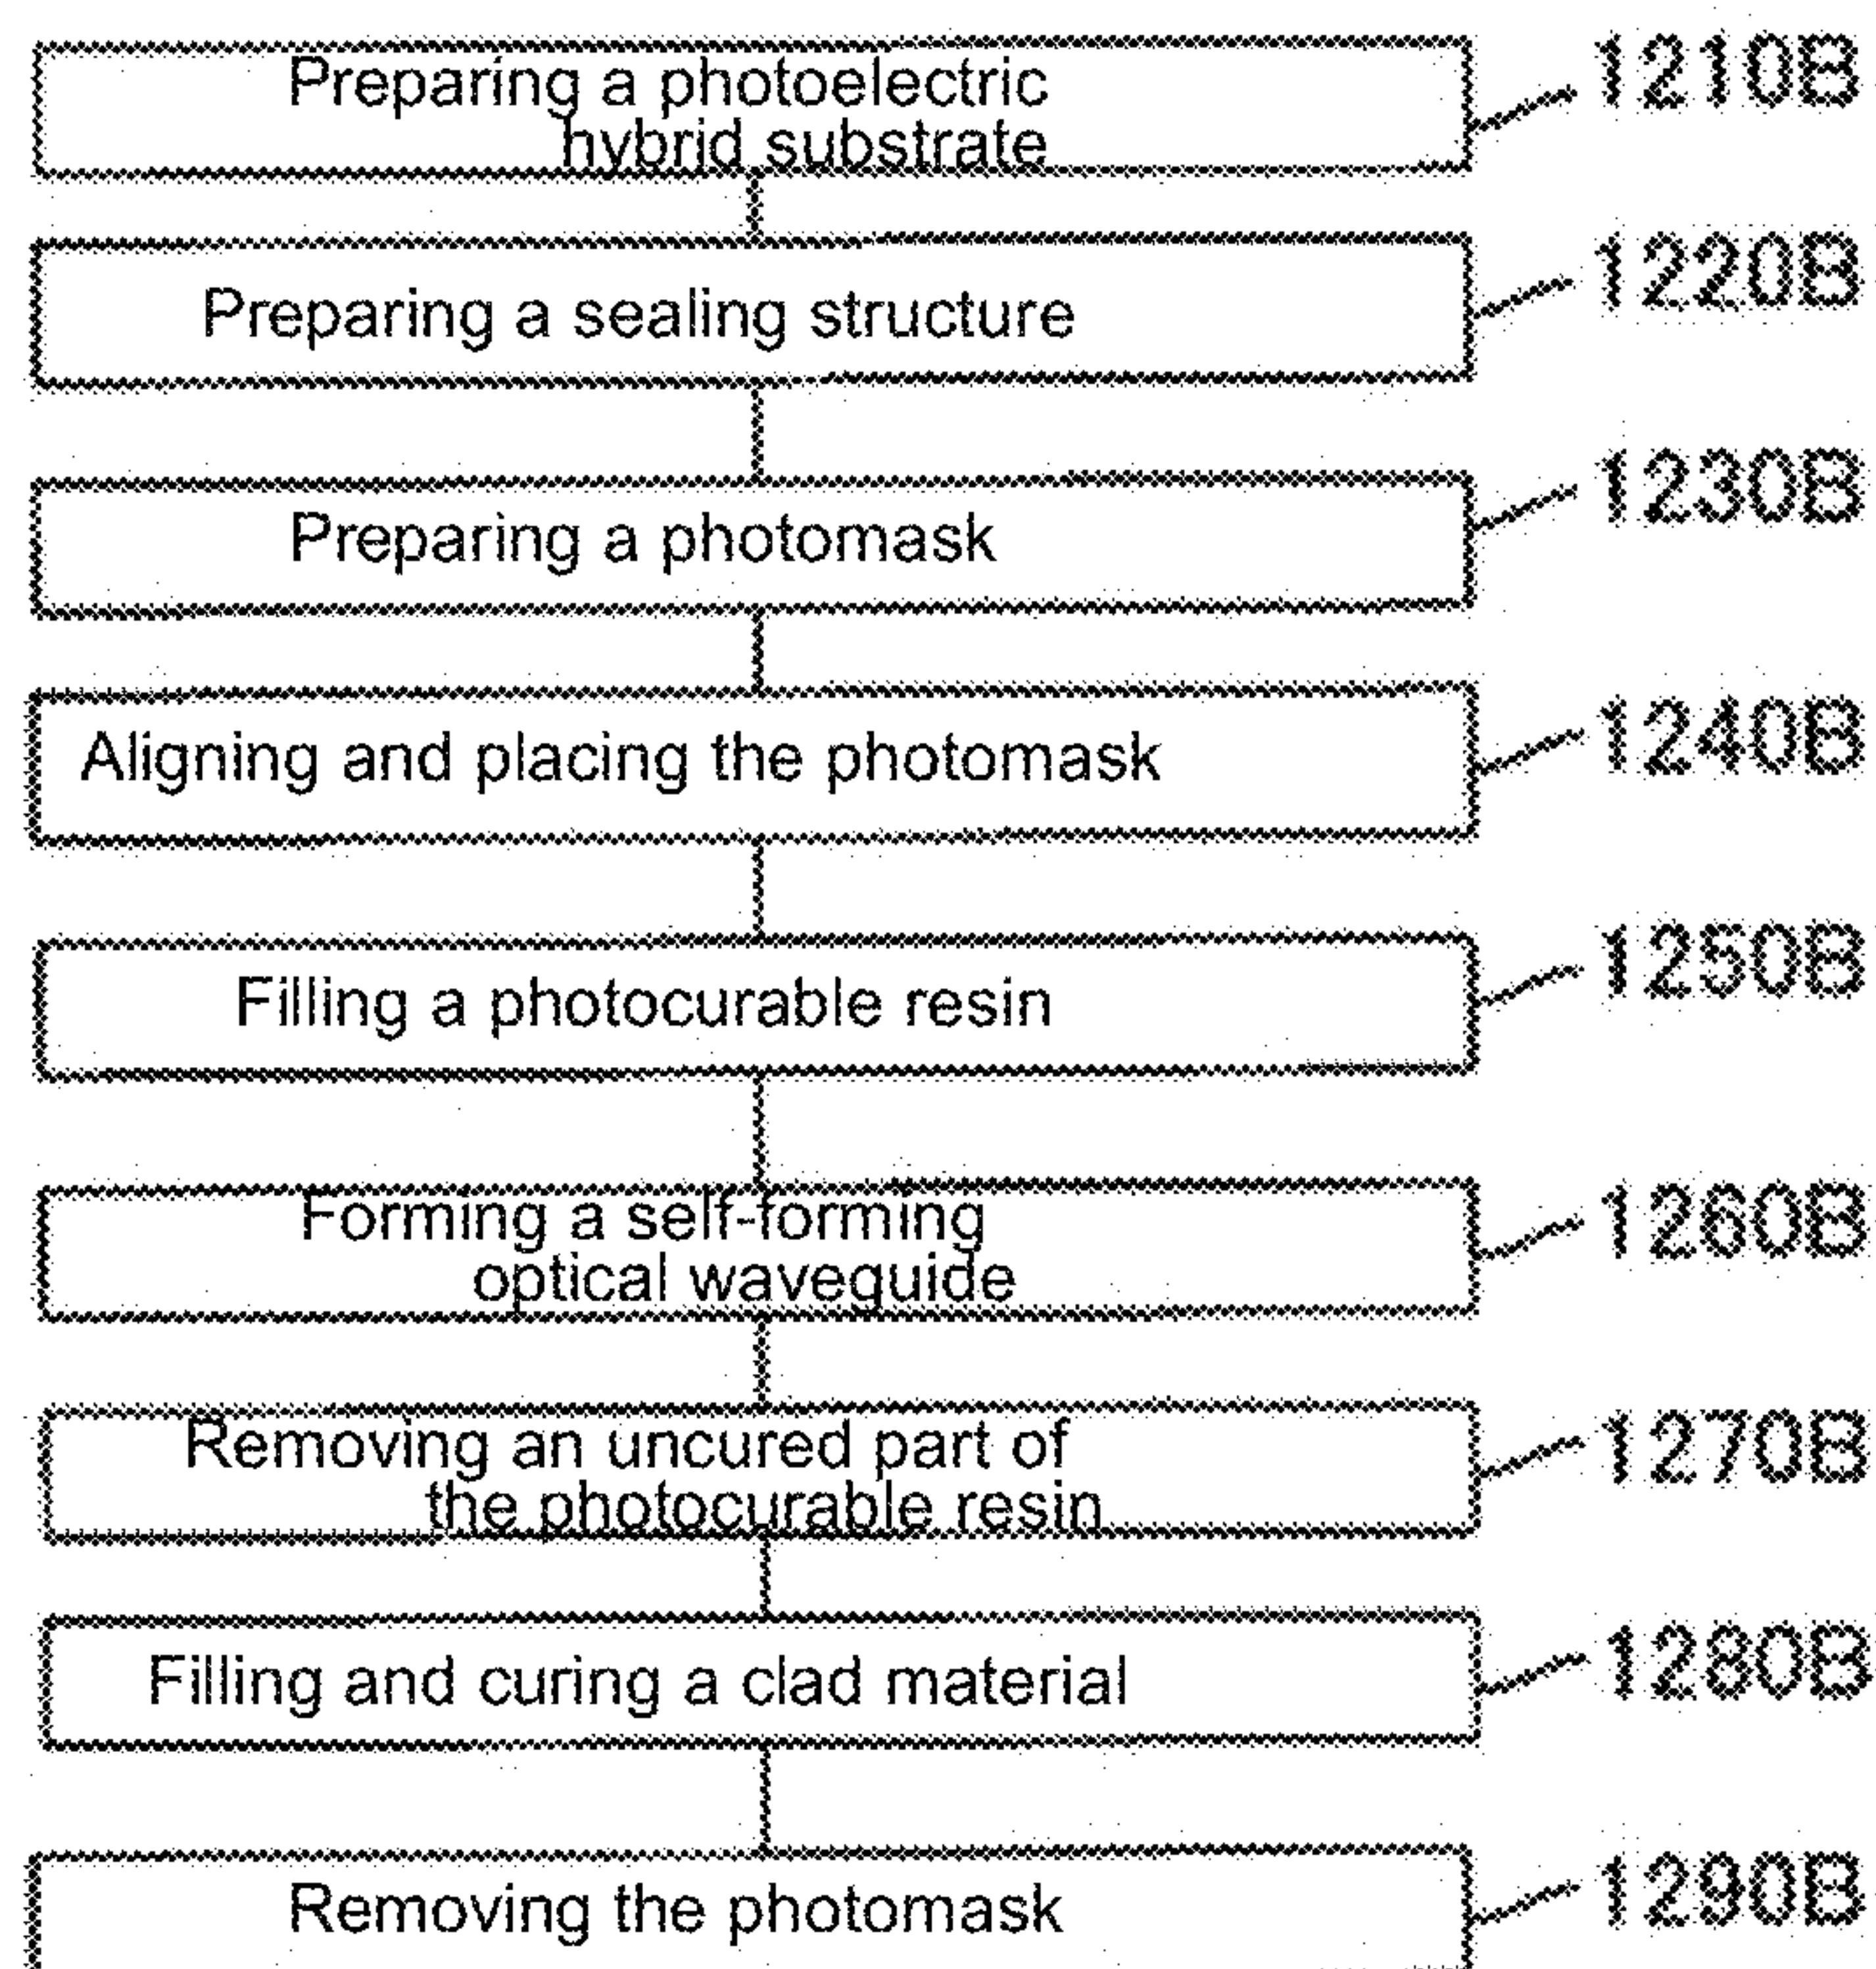 Preparing a photoelectric
hybrid substrate
1210B
Preparing a sealing structure
1220B
Preparing a photomask
1230B
Aligning and placing the photomask
1240B
Filling a photocurable resin
1250B
Forming a self-forming
optical waveguide
1260B
Removing an uncured part of
the photocurable resin
1270B
Filling and curing a clad material
1280B
Removing the photomask
1290B